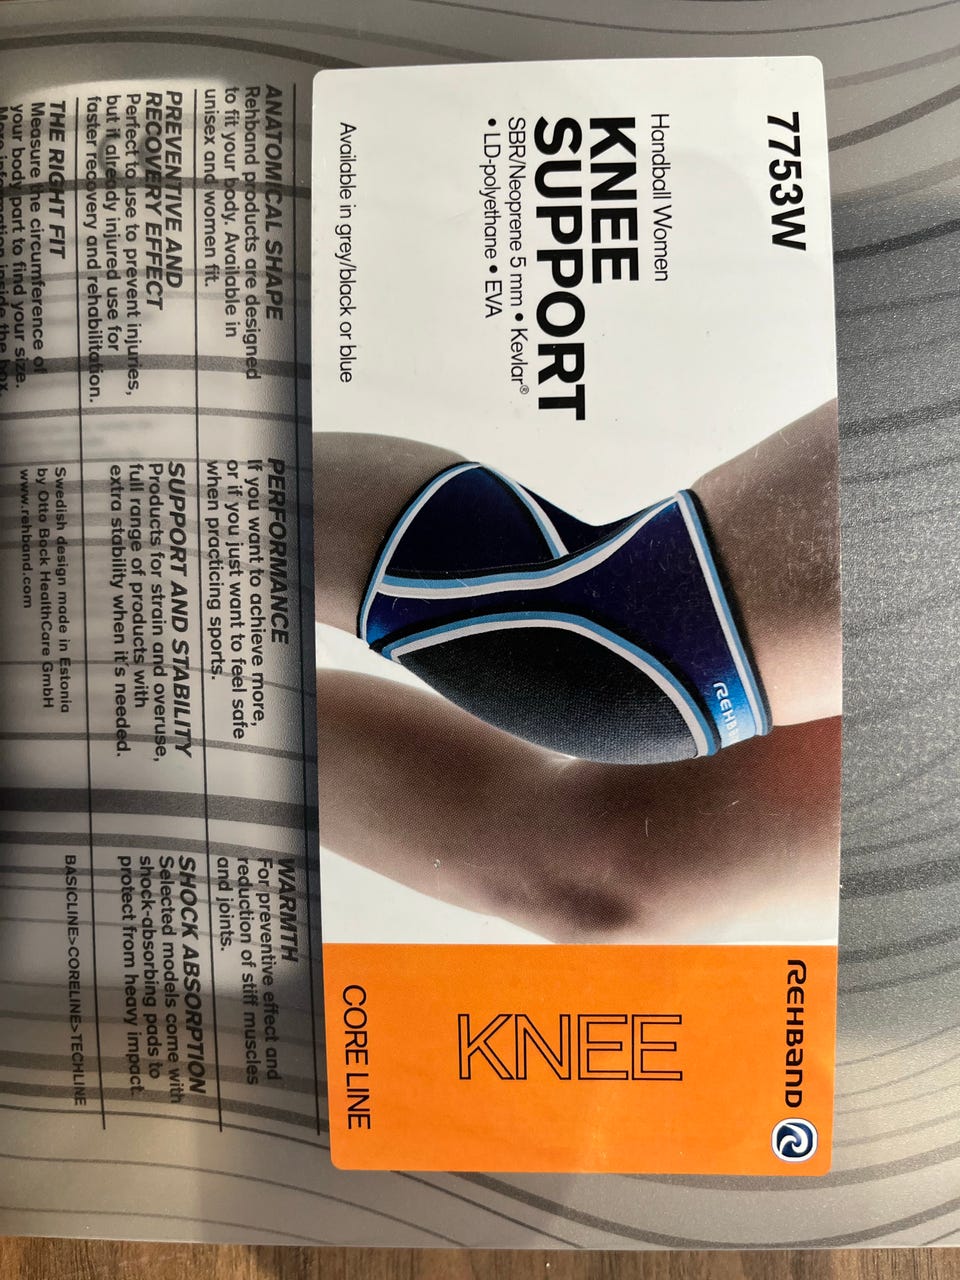 7753W
Handball Women
KNEE
SUPPORT
SBR/Neoprene 5 mm • Kevlar®
• LD-polyethane • EVA
Available in grey/black or blue
REHBAND
REHBAND
KNEE
CORE LINE
ANATOMICAL SHAPE
Rehband products are designed
to fit your body. Available in
unisex and women fit.
PERFORMANCE
If you want to achieve more,
or if you just want to feel safe
when practicing sports.
WARMTH
For preventive effect and
reduction of stiff muscles
and joints.
PREVENTIVE AND
RECOVERY EFFECT
Perfect to use to prevent injuries,
but if already injured use for
faster recovery and rehabilitation.
SUPPORT AND STABILITY
Products for strain and overuse,
full range of products with
extra stability when it's needed.
SHOCK ABSORPTION
Selected models come with
shock-absorbing pads to
protect from heavy impact.
THE RIGHT FIT
Measure the circumference of
your body part to find your size.
More information inside the box.
Swedish design made in Estonia
by Otto Bock HealthCare GmbH
www.rehband.com
BASICLINE>CORELINE>TECHLINE